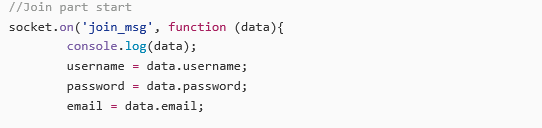 //Join part start
socket.on('join_msg', function (data){
        console.log(data);
        username = data.username;
        password = data.password;
        email = data.email;